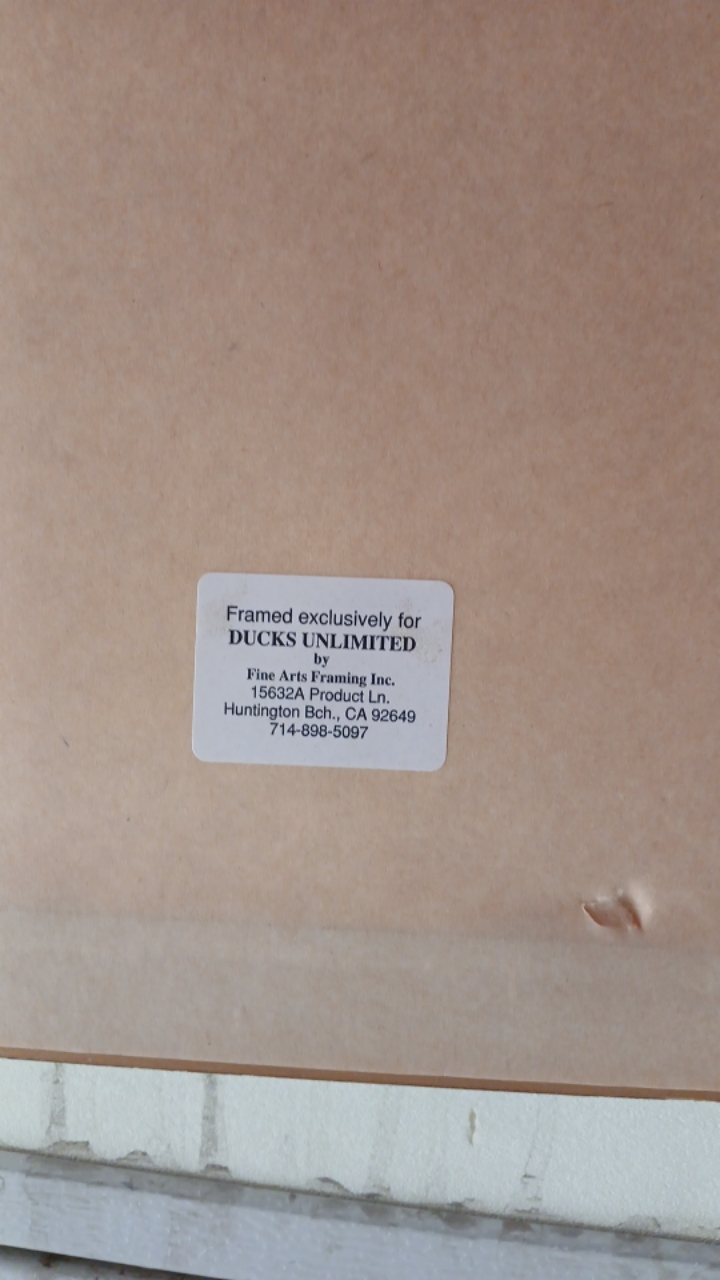 Framed exclusively for
DUCKS UNLIMITED
by
Fine Arts Framing Inc.
15632A Product Ln.
Huntington Bch., CA 92649
714-898-5097